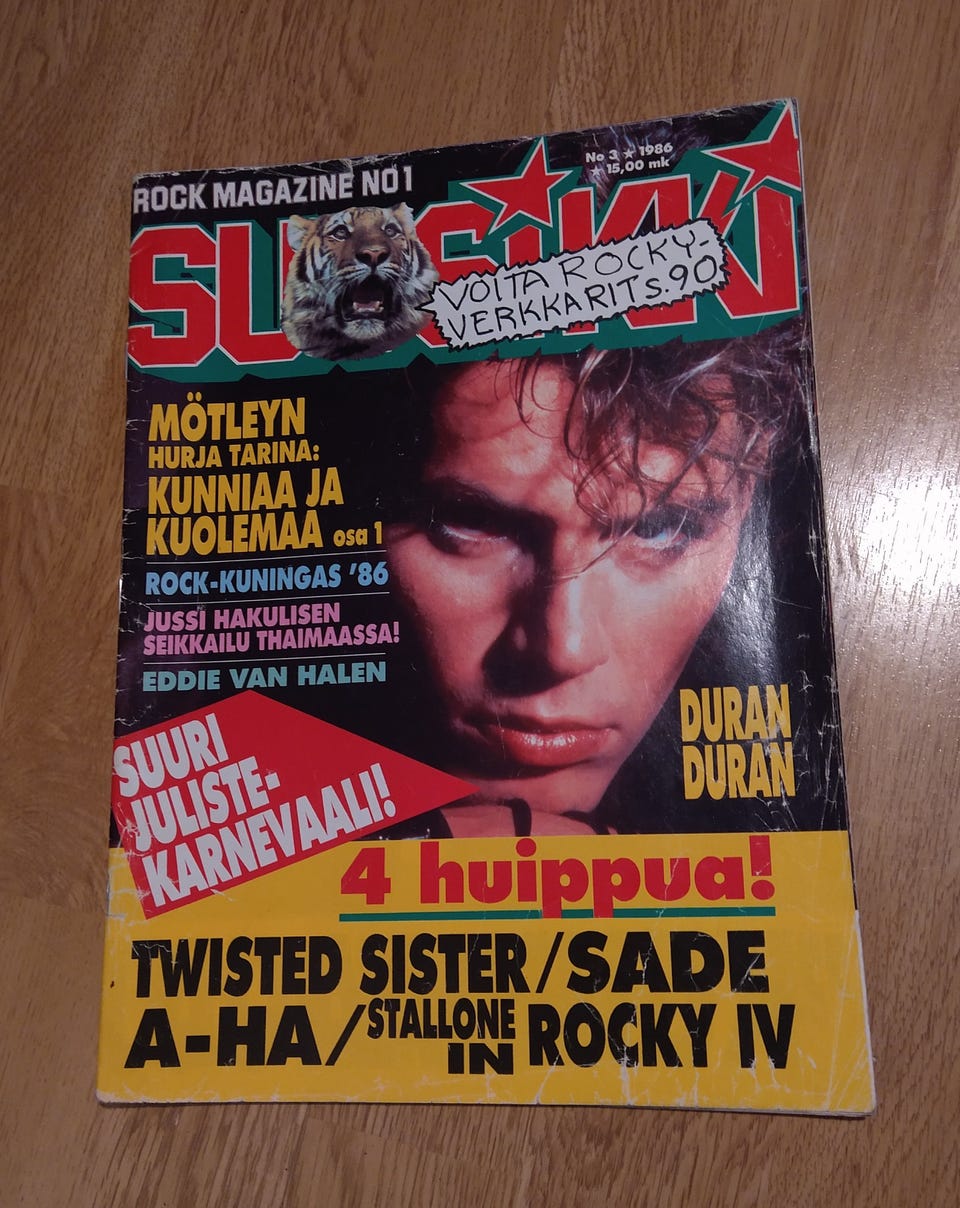 ROCK MAGAZINE NO1
No 3 ★ 1986
★ 15,00 mk
SUOSIKKI
VOITA ROCKY-
VERKKARIT S.90
MÖTLEYN
HURJA TARINA:
KUNNIAA JA
KUOLEMAA osa 1
ROCK-KUNINGAS '86
JUSSI HAKULISEN
SEIKKAILU THAIMAASSA!
EDDIE VAN HALEN
DURAN
DURAN
SUURI
JULISTE-
KARNEVAALI!
4 huippua!
TWISTED SISTER/SADE
A-HA/STALLONE IN ROCKY IV